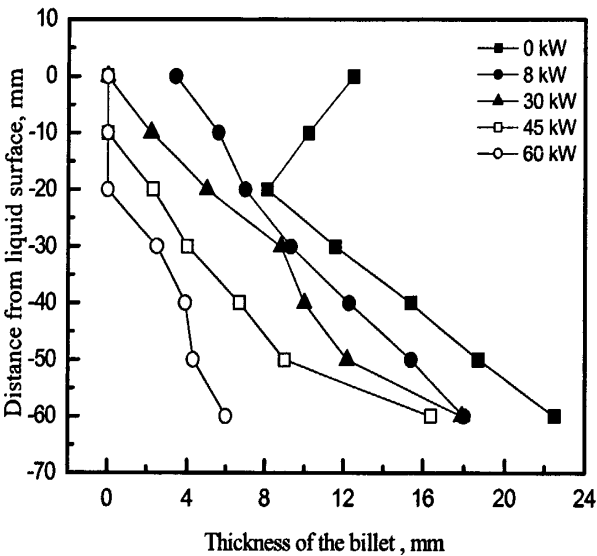 10
0
-10
-20
-30
-40
-50
-60
-70
Distance from liquid surface, mm
0 kW
8 kW
30 kW
45 kW
60 kW
0 4 8 12 16 20 24
Thickness of the billet , mm